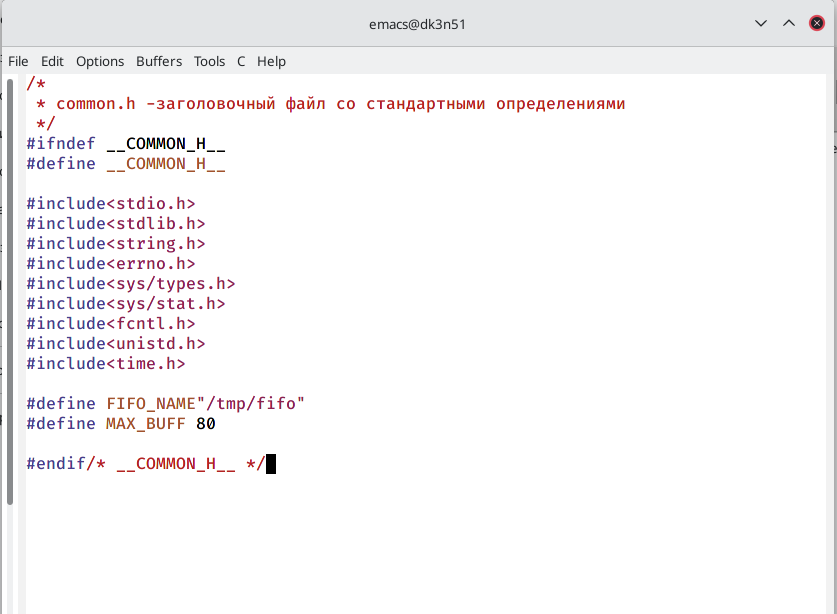 emacs@dk3n51
File Edit Options Buffers Tools C Help
/*
 * common.h -заголовочный файл со стандартными определениями
 */
#ifndef __COMMON_H__
#define __COMMON_H__

#include<stdio.h>
#include<stdlib.h>
#include<string.h>
#include<errno.h>
#include<sys/types.h>
#include<sys/stat.h>
#include<fcntl.h>
#include<unistd.h>
#include<time.h>

#define FIFO_NAME"/tmp/fifo"
#define MAX_BUFF 80

#endif/* __COMMON_H__ */